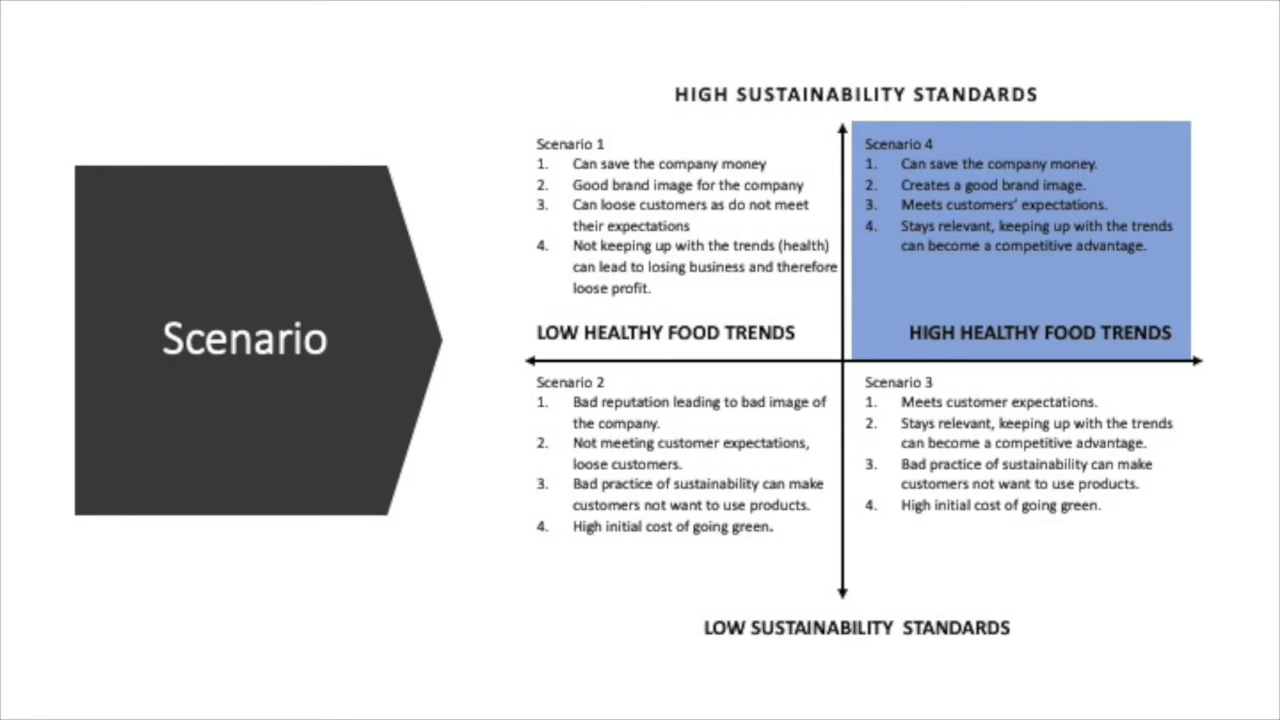 Scenario
HIGH SUSTAINABILITY STANDARDS
Scenario 1
1. Can save the company money
2. Good brand image for the company
3. Can loose customers as do not meet
their expectations
4. Not keeping up with the trends (health)
can lead to losing business and therefore
loose profit.
LOW HEALTHY FOOD TRENDS
Scenario 4
1. Can save the company money.
2. Creates a good brand image.
3. Meets customers’ expectations.
4. Stays relevant, keeping up with the trends
can become a competitive advantage.
HIGH HEALTHY FOOD TRENDS
Scenario 2
1. Bad reputation leading to bad image of
the company.
2. Not meeting customer expectations,
loose customers.
3. Bad practice of sustainability can make
customers not want to use products.
4. High initial cost of going green.
Scenario 3
1. Meets customer expectations.
2. Stays relevant, keeping up with the trends
can become a competitive advantage.
3. Bad practice of sustainability can make
customers not want to use products.
4. High initial cost of going green.
LOW SUSTAINABILITY STANDARDS